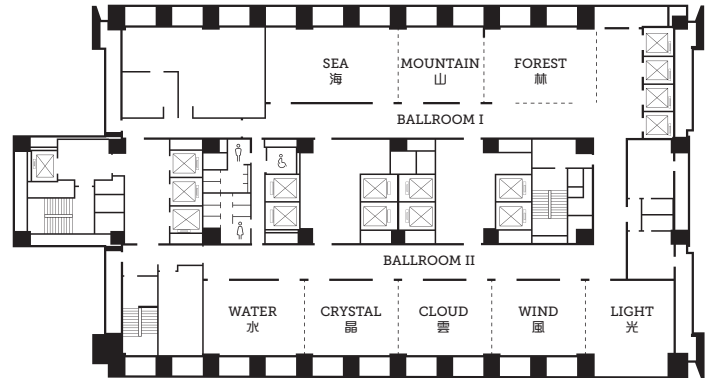 SEA
海
MOUNTAIN
山
FOREST
林
BALLROOM I
BALLROOM II
WATER
水
CRYSTAL
晶
CLOUD
雲
WIND
風
LIGHT
光